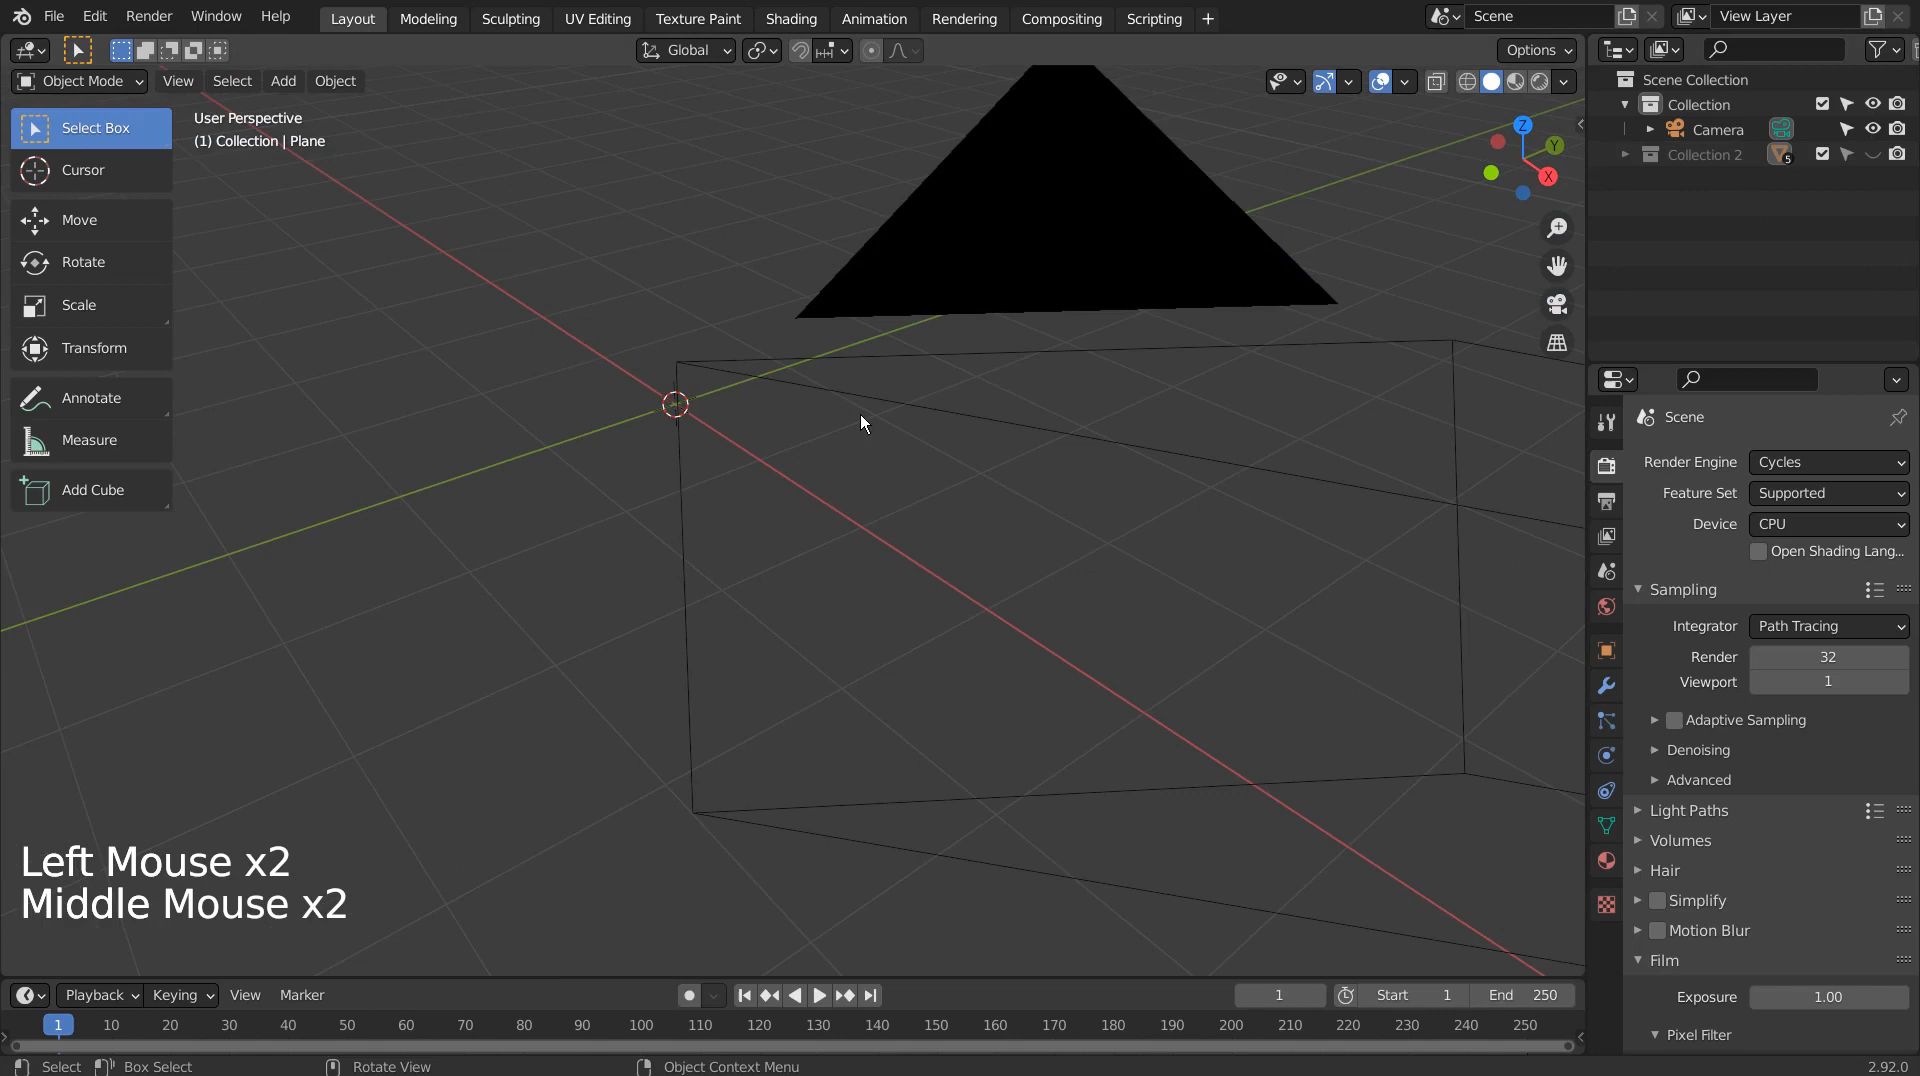 File Edit Render Window Help Layout Modeling Sculpting UV Editing Texture Paint Shading Animation Rendering Compositing Scripting + Scene View Layer
Global Options
Object Mode View Select Add Object
Select Box
Cursor
Move
Rotate
Scale
Transform
Annotate
Measure
Add Cube
User Perspective
(1) Collection | Plane
Z
Y
X
Left Mouse x2
Middle Mouse x2
Scene Collection
Collection
Camera
Collection 2 5
Scene
Render Engine Cycles
Feature Set Supported
Device CPU
Open Shading Lang...
Sampling
Integrator Path Tracing
Render 32
Viewport 1
Adaptive Sampling
Denoising
Advanced
Light Paths
Volumes
Hair
Simplify
Motion Blur
Film
Exposure 1.00
Pixel Filter
Playback Keying View Marker 1 Start 1 End 250
1 10 20 30 40 50 60 70 80 90 100 110 120 130 140 150 160 170 180 190 200 210 220 230 240 250
Select Box Select Rotate View Object Context Menu 2.92.0